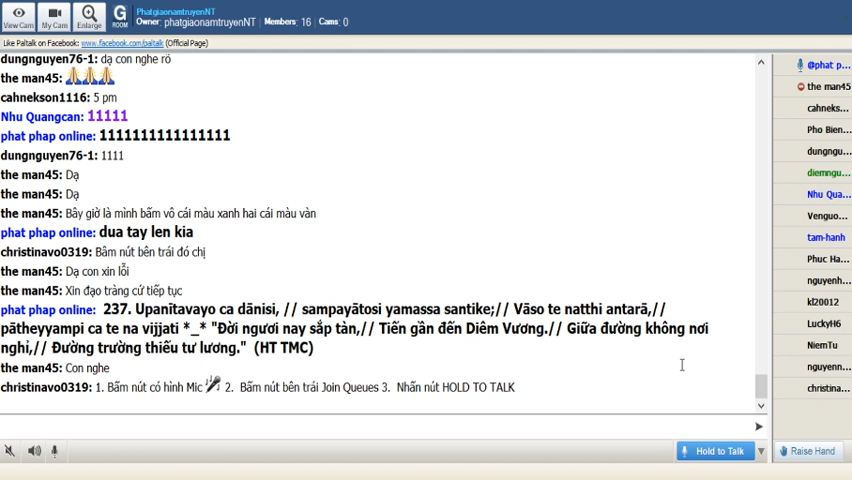 PhatgiaonamtruyenNT
Owner: phatgiaonamtruyenNT Members: 16 Cams: 0
View Cam My Cam Enlarge G ROOM
Like Paltalk on Facebook: www.facebook.com/paltalk (Official Page)
dungnguyen76-1: dạ con nghe rõ
the man45:
cahnekson1116: 5 pm
Nhu Quangcan: 11111
phat phap online: 1111111111111111
dungnguyen76-1: 1111
the man45: Dạ
the man45: Dạ
the man45: Bây giờ là mình bấm vô cái màu xanh hai cái màu vàn
phat phap online: dua tay len kia
christinavo0319: Bâm nút bên trái đó chị
the man45: Dạ con xin lỗi
the man45: Xin đạo tràng cứ tiếp tục
phat phap online: 237. Upanītavayo ca dānisi, // sampayātosi yamassa santike;// Vāso te natthi antarā,//
pātheyyampi ca te na vijjati *_* "Đời ngươi nay sắp tàn,// Tiến gần đến Diêm Vương.// Giữa đường không nơi
nghỉ,// Đường trường thiếu tư lương." (HT TMC)
the man45: Con nghe
christinavo0319: 1. Bấm nút có hình Mic 2. Bấm nút bên trái Join Queues 3. Nhấn nút HOLD TO TALK
Hold to Talk
Raise Hand
@phat p...
the man45
cahneks...
Pho Bien...
dungngu...
diemngu...
Nhu Qua...
Venguo...
tam-hanh
Phuc Ha...
nguyenh...
kl20012
LuckyH6
NiemTu
nguyenn...
christina...